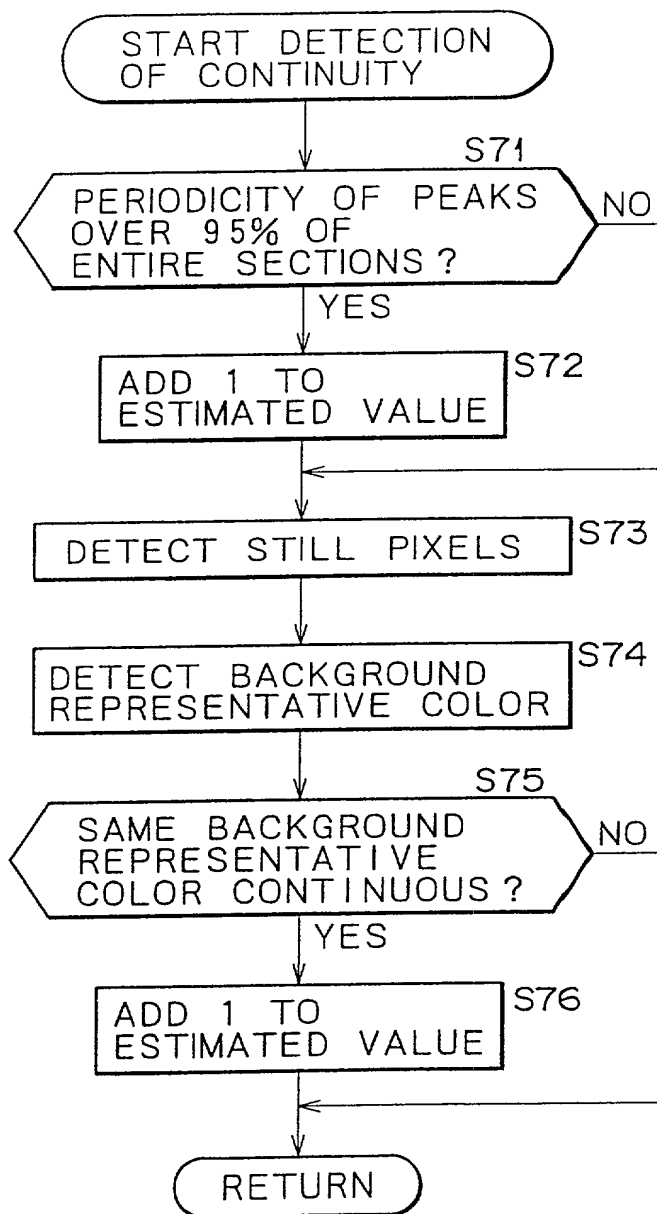 START DETECTION
OF CONTINUITY
S71
PERIODICITY OF PEAKS
OVER 95% OF
ENTIRE SECTIONS?
NO
YES
S72
ADD 1 TO
ESTIMATED VALUE
DETECT STILL PIXELS
S73
S74
DETECT BACKGROUND
REPRESENTATIVE COLOR
S75
SAME BACKGROUND
REPRESENTATIVE
COLOR CONTINUOUS?
NO
YES
S76
ADD 1 TO
ESTIMATED VALUE
RETURN